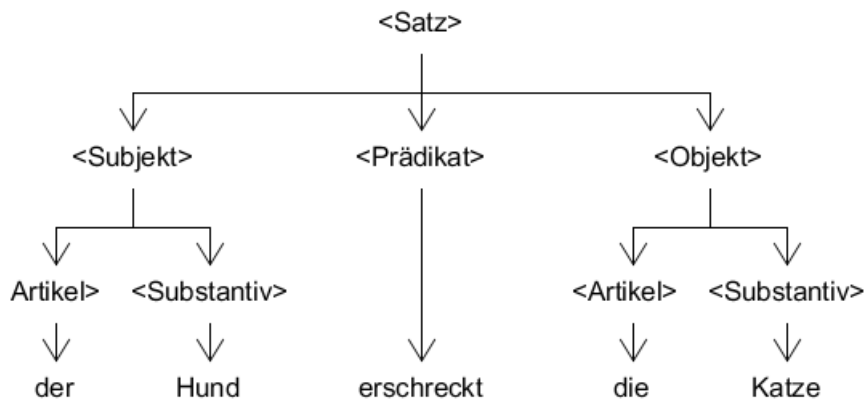 <Satz>
<Subjekt> <Prädikat> <Objekt>
Artikel> <Substantiv> <Artikel> <Substantiv>
der Hund erschreckt die Katze